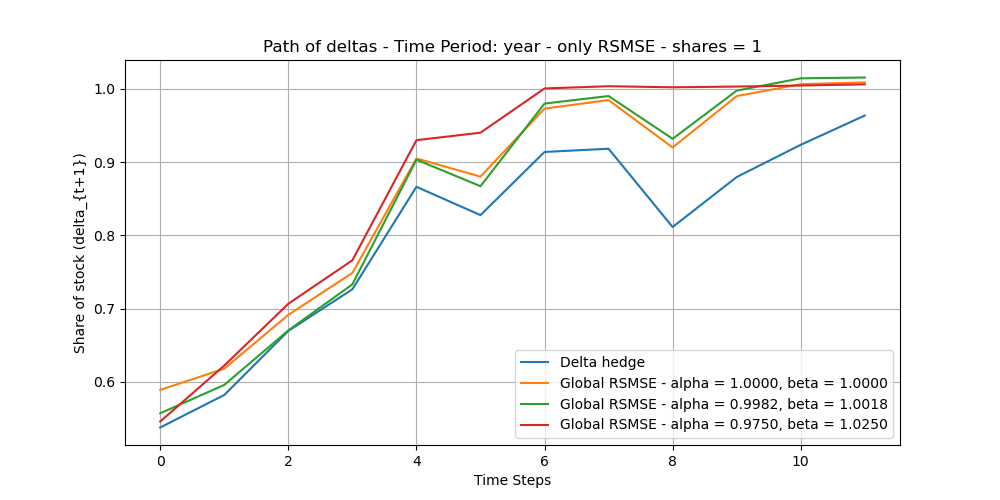 Path of deltas - Time Period: year - only RSMSE - shares = 1
Share of stock (delta_{t+1})
1.0
0.9
0.8
0.7
0.6
Delta hedge
Global RSMSE - alpha = 1.0000, beta = 1.0000
Global RSMSE - alpha = 0.9982, beta = 1.0018
Global RSMSE - alpha = 0.9750, beta = 1.0250
0 2 4 6 8 10
Time Steps